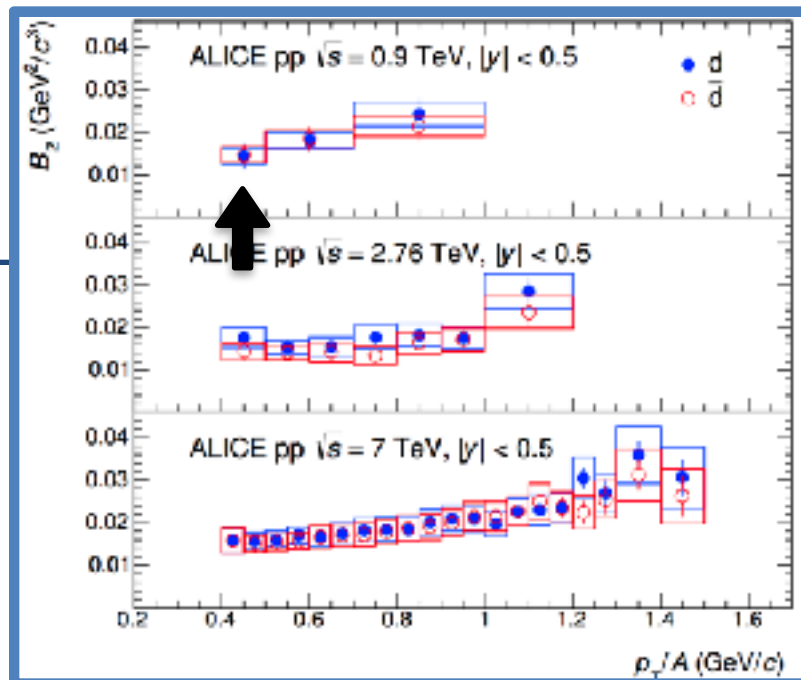 B₂ (GeV²/c³)
0.04
0.03
0.02
0.01
ALICE pp √s = 0.9 TeV, |y| < 0.5
d
d̄
0.04
0.03
0.02
0.01
ALICE pp √s = 2.76 TeV, |y| < 0.5
0.04
0.03
0.02
0.01
ALICE pp √s = 7 TeV, |y| < 0.5
0.2 0.4 0.6 0.8 1 1.2 1.4 1.6
p_T/A (GeV/c)